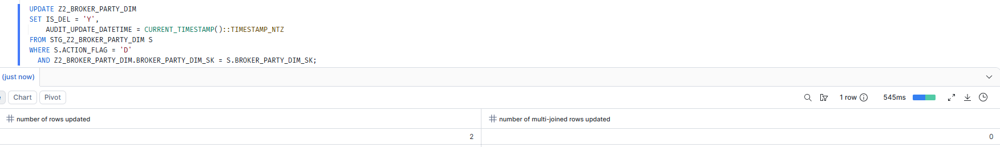 UPDATE Z2_BROKER_PARTY_DIM
SET IS_DEL = 'Y',
    AUDIT_UPDATE_DATETIME = CURRENT_TIMESTAMP()::TIMESTAMP_NTZ
FROM STG_Z2_BROKER_PARTY_DIM S
WHERE S.ACTION_FLAG = 'D'
  AND Z2_BROKER_PARTY_DIM.BROKER_PARTY_DIM_SK = S.BROKER_PARTY_DIM_SK;
(just now)
Chart Pivot 1 row 545ms
number of rows updated number of multi-joined rows updated
2 0